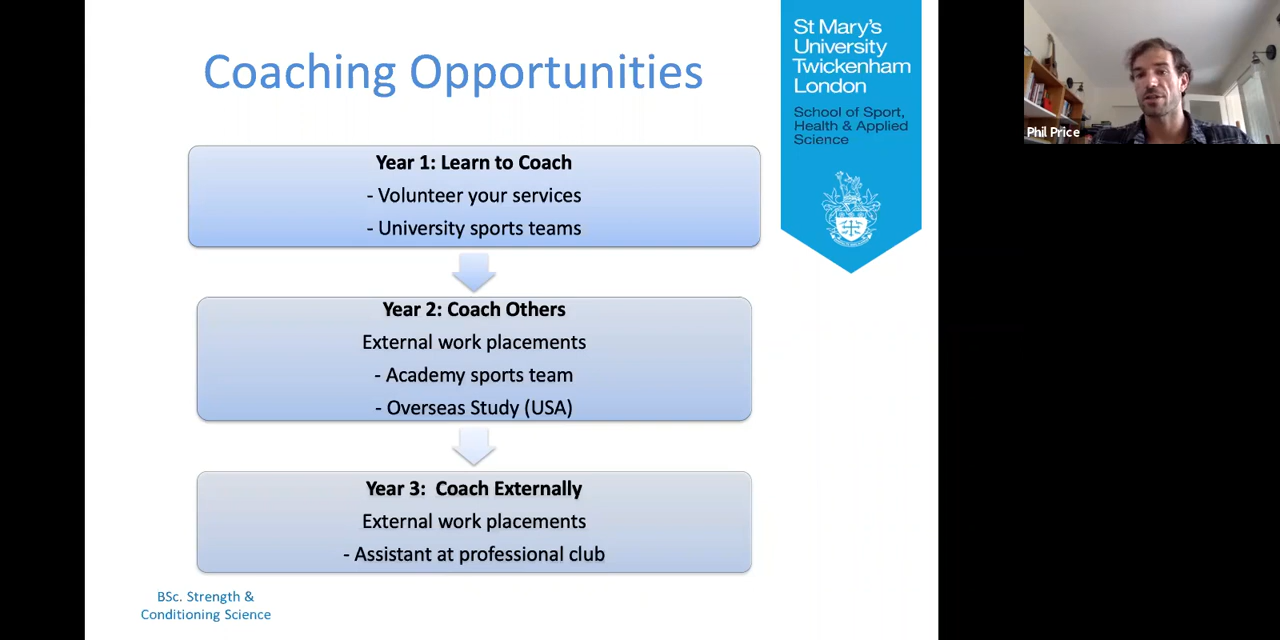 Coaching Opportunities
St Mary's
University
Twickenham
London
School of Sport,
Health & Applied
Science
Phil Price
Year 1: Learn to Coach
- Volunteer your services
- University sports teams
Year 2: Coach Others
External work placements
- Academy sports team
- Overseas Study (USA)
Year 3:  Coach Externally
External work placements
- Assistant at professional club
BSc. Strength &
Conditioning Science